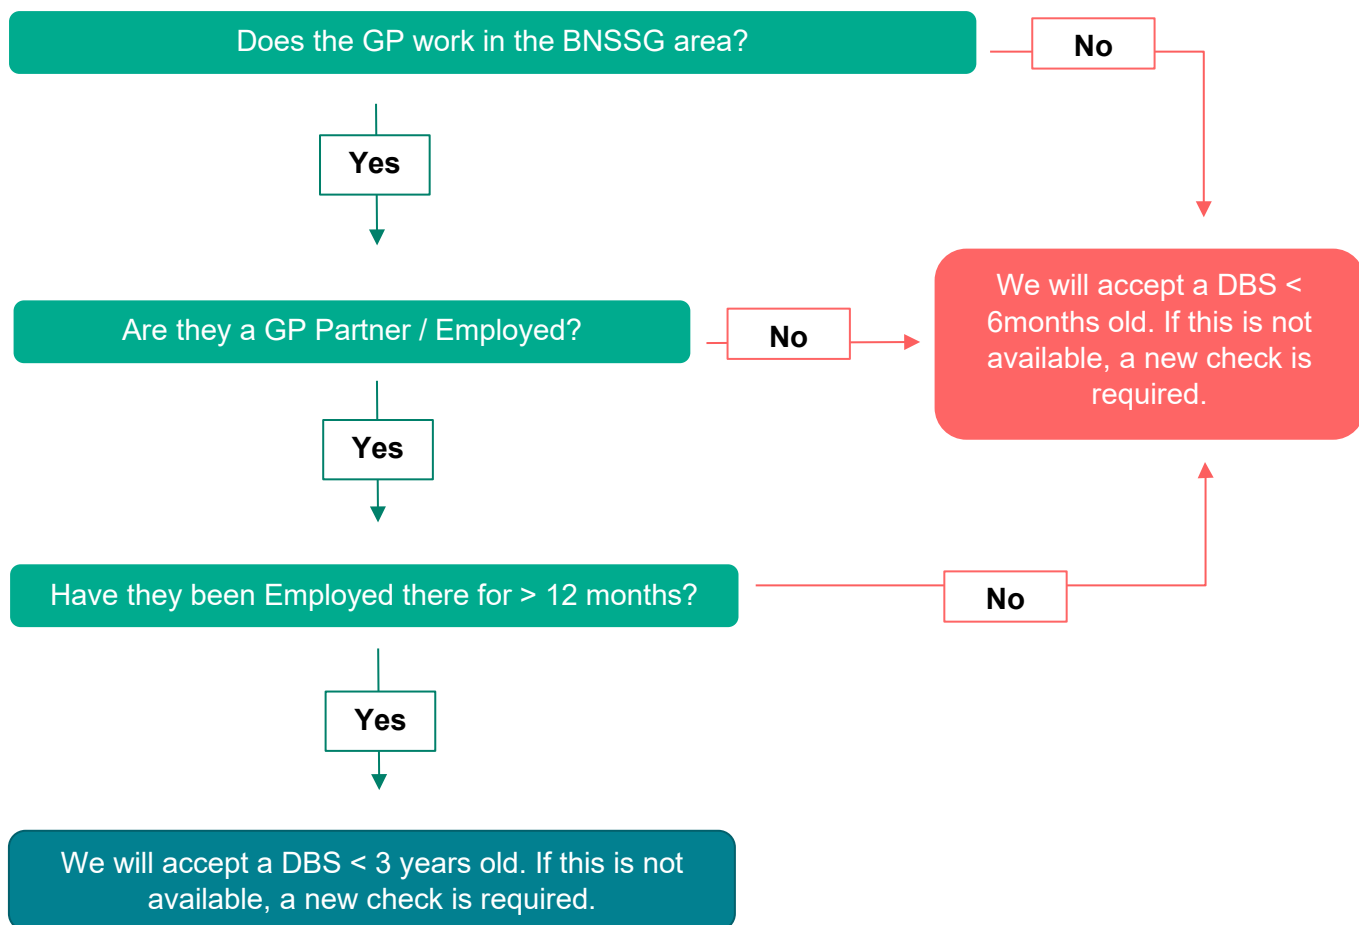 Does the GP work in the BNSSG area?
No
Yes
We will accept a DBS <
6months old. If this is not
available, a new check is
required.
Are they a GP Partner / Employed?
No
Yes
Have they been Employed there for > 12 months?
No
Yes
We will accept a DBS < 3 years old. If this is not
available, a new check is required.